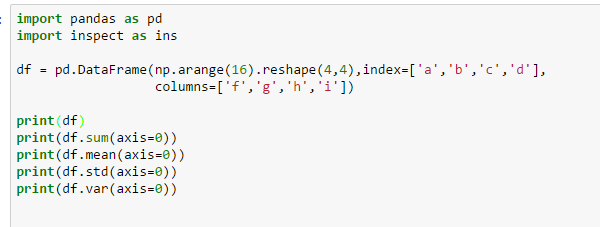 import pandas as pd
import inspect as ins
df = pd.DataFrame(np.arange(16).reshape(4,4),index=['a','b','c','d'],
columns=['f','g','h','i'])
print(df)
print(df.sum(axis=0))
print(df.mean(axis=0))
print(df.std(axis=0))
print(df.var(axis=0))